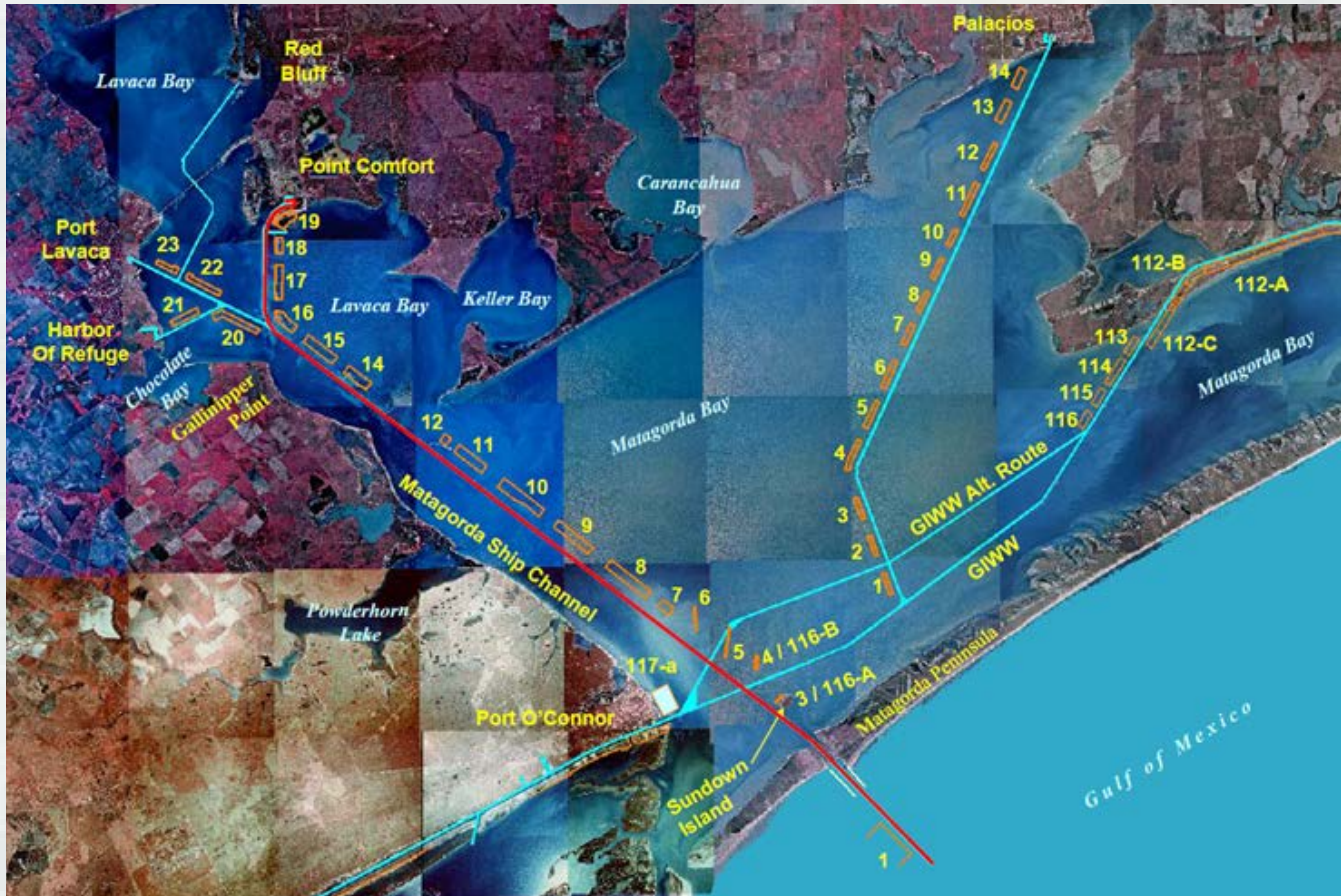 Palacios
Red
Bluff
Lavaca Bay
14
13
Point Comfort
12
Carancahua
Bay
11
19
Port
Lavaca
10
18
23
22
9
112-B
17
112-A
Lavaca Bay
Keller Bay
8
21
16
7
113
112-C
Harbor
Of Refuge
20
15
114
Matagorda Bay
Chocolate
Bay
14
6
115
Gallinipper
Point
5
116
Matagorda Bay
12
11
4
10
GIWW Alt. Route
3
Matagorda Ship Channel
9
2
GIWW
8
1
7
6
Powderhorn
Lake
5
4 / 116-B
117-a
3 / 116-A
Matagorda Peninsula
Port O'Connor
Sundown
Island
Gulf of Mexico
1